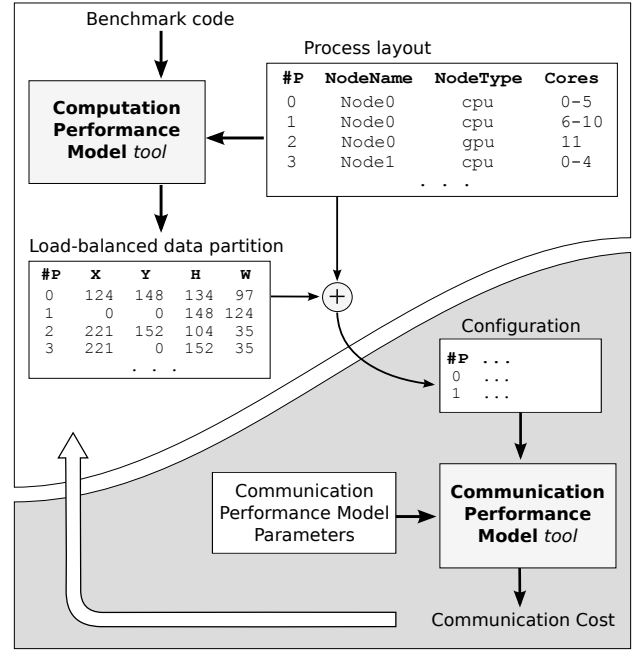 Benchmark code
Process layout
#P NodeName NodeType Cores
0 Node0 cpu 0-5
1 Node0 cpu 6-10
2 Node0 gpu 11
3 Node1 cpu 0-4
. . .
Computation
Performance
Model tool
Load-balanced data partition
#P X Y H W
0 124 148 134 97
1 0 0 148 124
2 221 152 104 35
3 221 0 152 35
. . .
+
Configuration
#P ...
0 ...
1 ...
Communication
Performance Model
Parameters
Communication
Performance
Model tool
Communication Cost